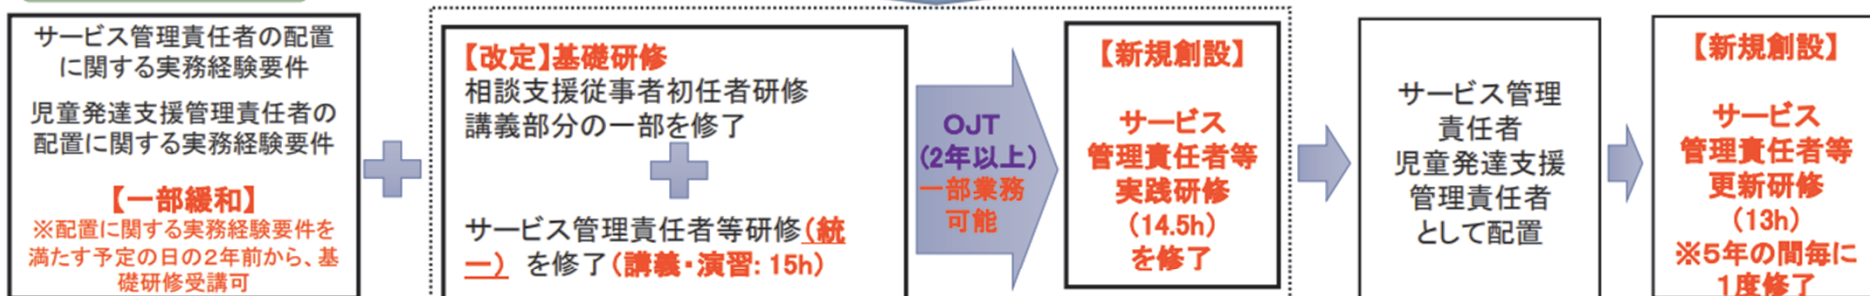 サービス管理責任者の配置
に関する実務経験要件
児童発達支援管理責任者の
配置に関する実務経験要件
【一部緩和】
※配置に関する実務経験要件を
満たす予定の日の2年前から、基
礎研修受講可
【改定】基礎研修
相談支援従事者初任者研修
講義部分の一部を修了
サービス管理責任者等研修(統
一) を修了(講義・演習: 15h)
OJT
(2年以上)
一部業務
可能
【新規創設】
サービス
管理責任者等
実践研修
(14.5h)
を修了
サービス管理
責任者
児童発達支援
管理責任者
として配置
【新規創設】
サービス
管理責任者等
更新研修
(13h)
※5年の間毎に
1度修了